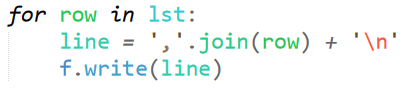 for row in lst:
    line = ','.join(row) + '\n'
    f.write(line)